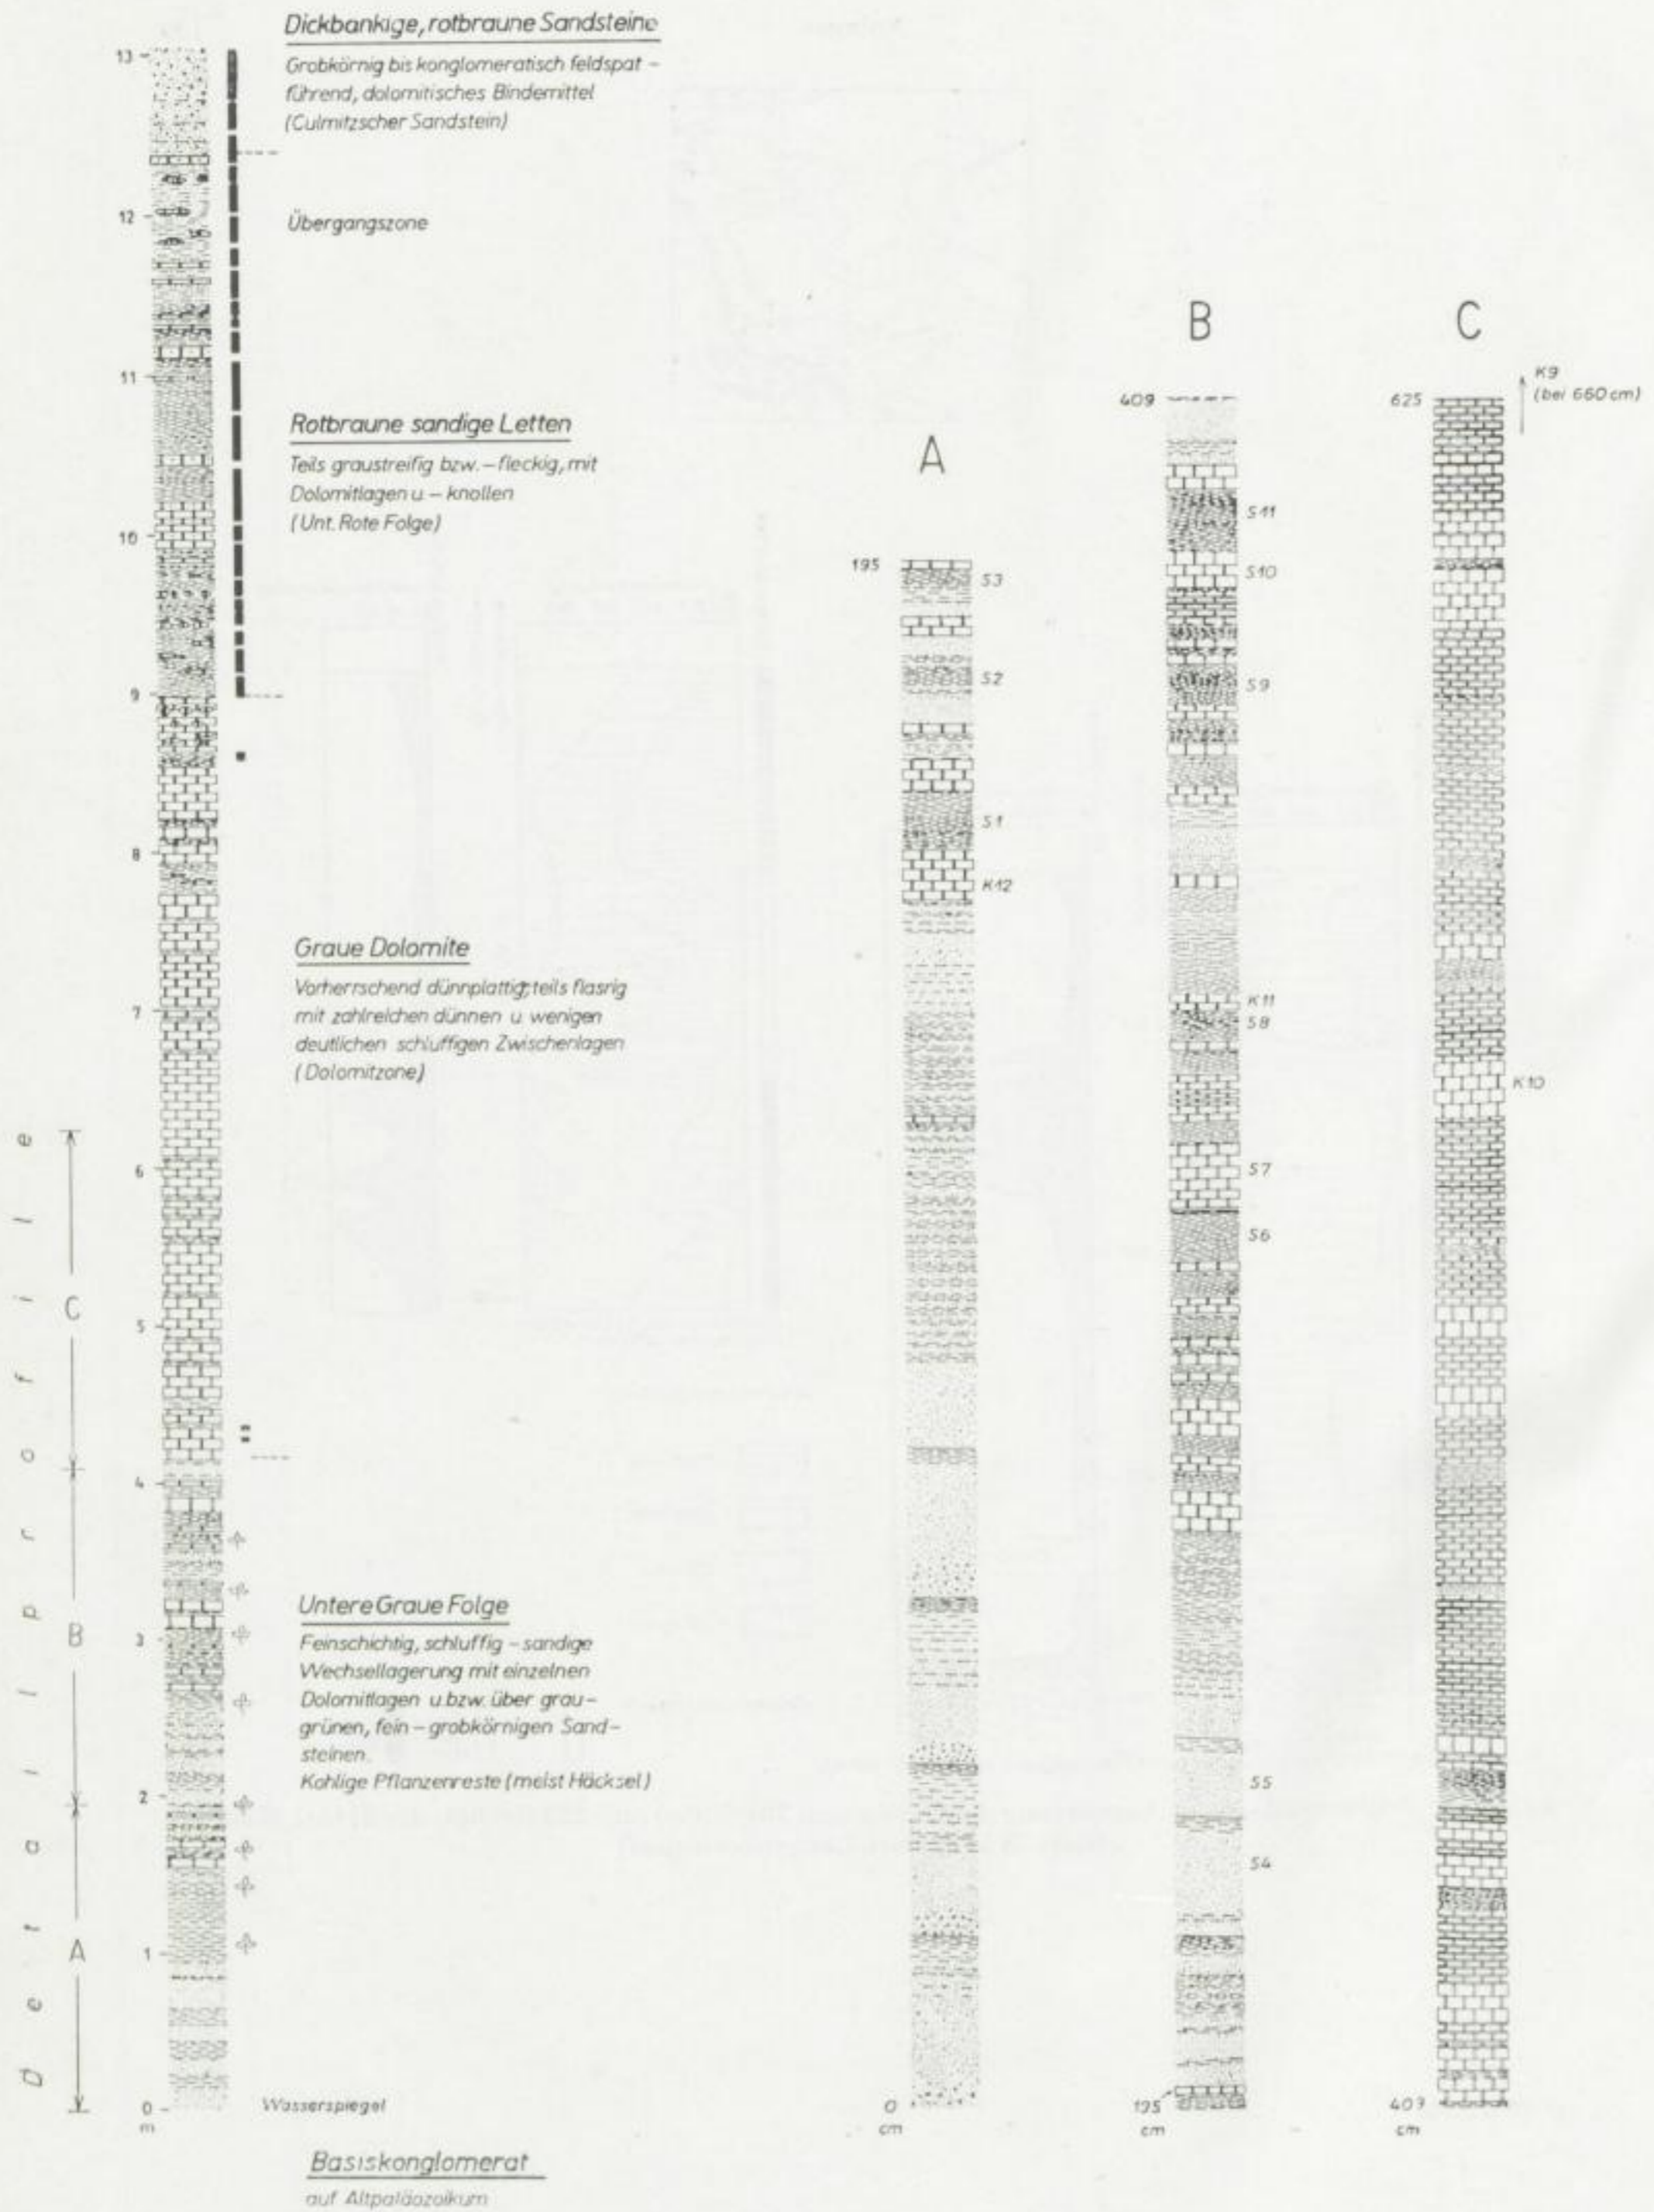 Dickbankige, rotbraune Sandsteine
Grobkörnig bis konglomeratisch feldspat –
führend, dolomitisches Bindemittel
(Culmitzscher Sandstein)
Übergangszone
Rotbraune sandige Letten
Teils graustreifig bzw. – fleckig, mit
Dolomitlagen u – knollen
(Unt. Rote Folge)
Graue Dolomite
Vorherrschend dünnplattig, teils flasrig
mit zahlreichen dünnen u. wenigen
deutlichen schluffigen Zwischenlagen
(Dolomitzone)
Untere Graue Folge
Feinschichtig, schluffig – sandige
Wechsellagerung mit einzelnen
Dolomitlagen u.bzw. über grau–
grünen, fein – grobkörnigen Sand–
steinen.
Kohlige Pflanzenreste (meist Häcksel)
Wasserspiegel
Basiskonglomerat
auf Altpaläozoikum
13
12
11
10
9
8
7
6
5
4
3
2
1
0
m
Detailprofile
C
B
A
A
195
S3
S2
S1
K12
0
cm
B
409
S11
S10
S9
K11
S8
S7
S6
S5
S4
195
cm
C
625
K9
(bei 660 cm)
K10
409
cm